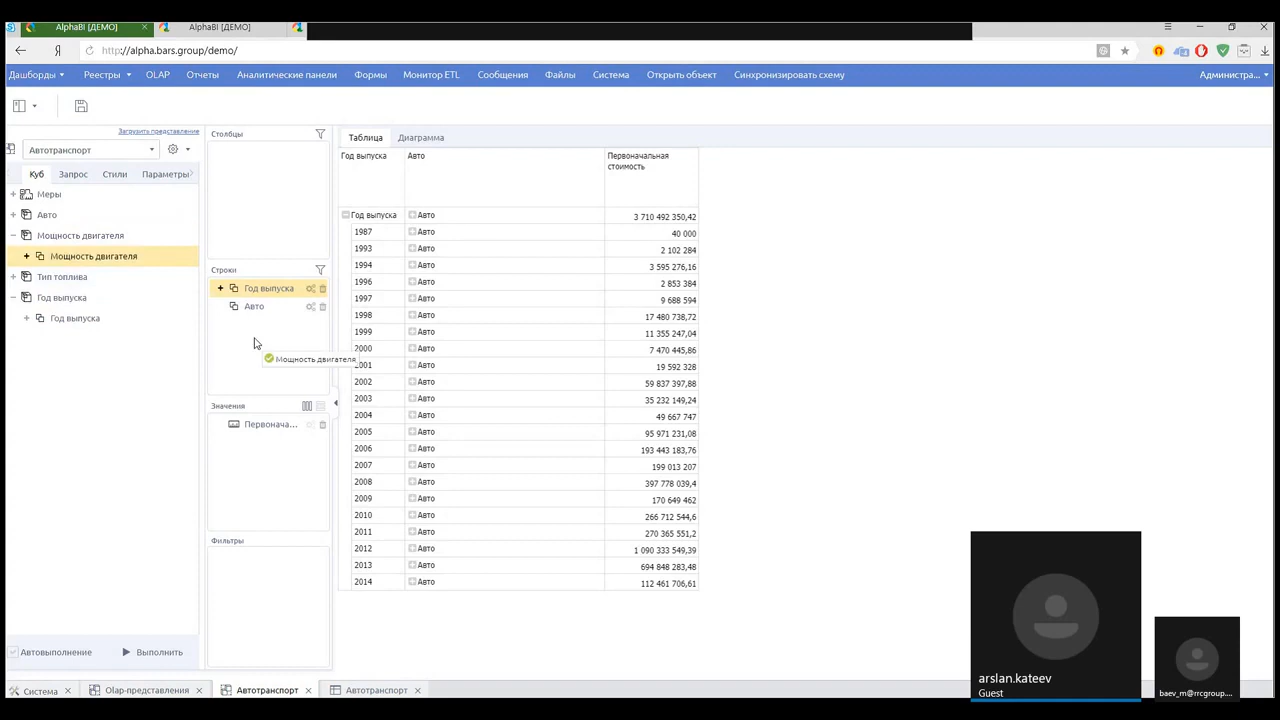 AlphaBI [ДЕМО]
AlphaBI [ДЕМО]
http://alpha.bars.group/demo/
Дашборды
Реестры
OLAP
Отчеты
Аналитические панели
Формы
Монитор ETL
Сообщения
Файлы
Система
Открыть объект
Синхронизировать схему
Администра...
Загрузить представление
Автотранспорт
Куб
Запрос
Стили
Параметры
Меры
Авто
Мощность двигателя
Мощность двигателя
Тип топлива
Год выпуска
Год выпуска
Автовыполнение
Выполнить
Столбцы
Строки
Год выпуска
Авто
Мощность двигателя
Значения
Первонача...
Фильтры
Таблица
Диаграмма
Год выпуска Авто Первоначальная
стоимость
Год выпуска Авто 3 710 492 350,42
1987 Авто 40 000
1993 Авто 2 102 284
1994 Авто 3 595 276,16
1996 Авто 2 853 384
1997 Авто 9 688 594
1998 Авто 17 480 738,72
1999 Авто 11 355 247,04
2000 Авто 7 470 445,86
2001 Авто 19 592 328
2002 Авто 59 837 397,88
2003 Авто 35 232 149,24
2004 Авто 49 667 747
2005 Авто 95 971 231,08
2006 Авто 193 443 183,76
2007 Авто 199 013 207
2008 Авто 397 778 039,4
2009 Авто 170 649 462
2010 Авто 266 712 544,6
2011 Авто 270 365 551,2
2012 Авто 1 090 333 549,39
2013 Авто 694 848 283,48
2014 Авто 112 461 706,61
arslan.kateev
Guest
baev_m@rrcgroup....
Система
Olap-представления
Автотранспорт
Автотранспорт